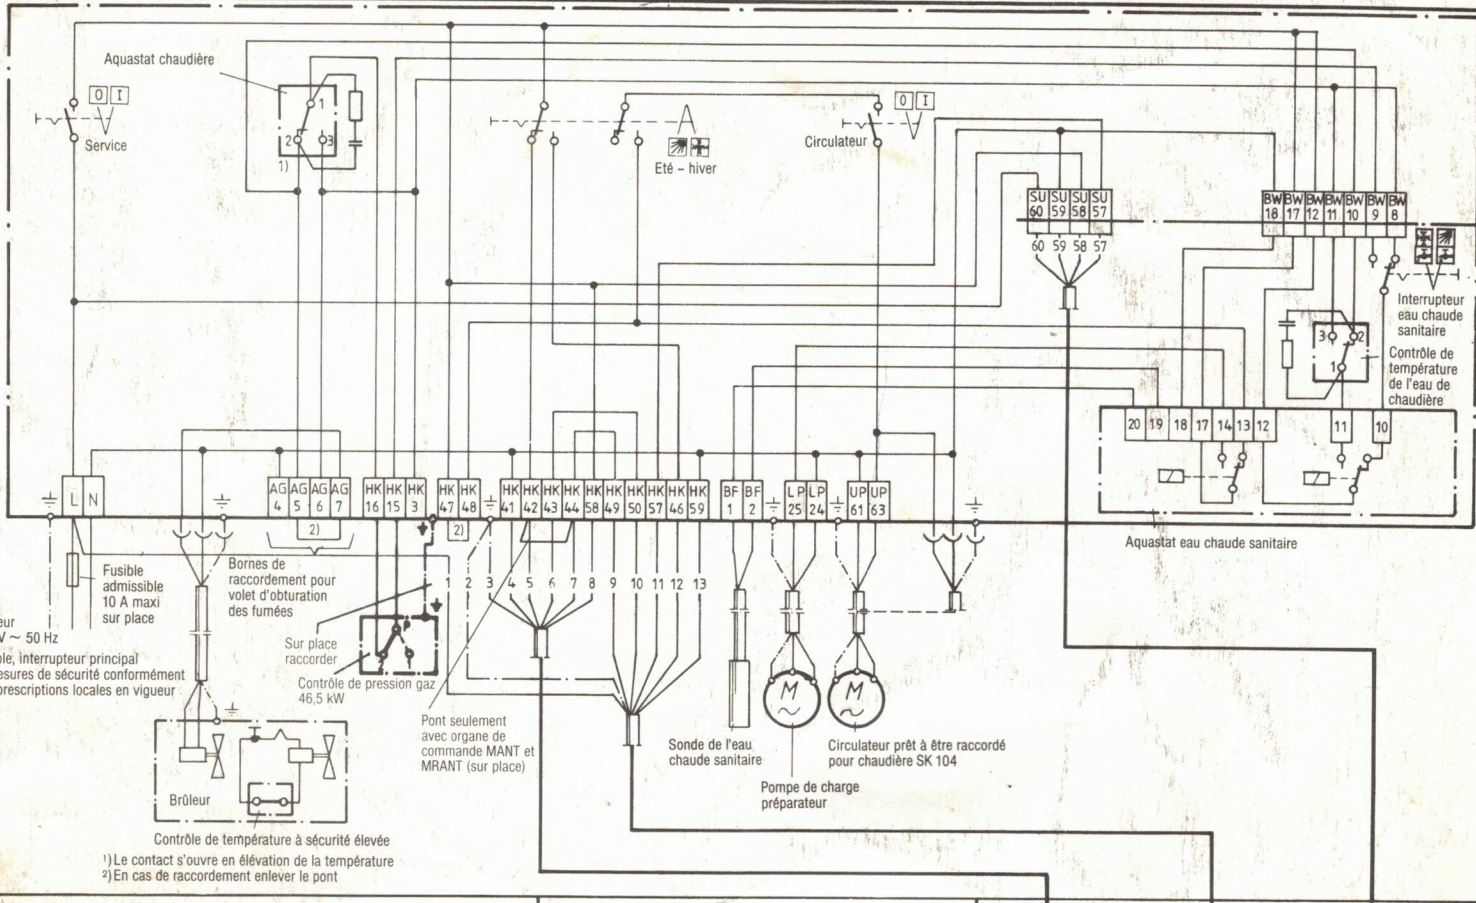 Aquastat chaudière
O I
Service
1
2 3
1)
Eté – hiver
O I
Circulateur
SU 60 SU 59 SU 58 SU 57
60 59 58 57
BW 18 BW 17 BW 12 BW 11 BW 10 BW 9 BW 8
Interrupteur
eau chaude
sanitaire
3 2
1
Contrôle de
température
de l'eau de
chaudière
20 19 18 17 14 13 12 11 10
Aquastat eau chaude sanitaire
L N
AG 4 AG 5 AG 6 AG 7
2)
HK 16 HK 15 HK 3
HK 47 HK 48
2)
HK 41 HK 42 HK 43 HK 44 HK 58 HK 49 HK 50 HK 57 HK 46 HK 59
BF 1 BF 2
LP 25 LP 24
UP 61 UP 63
1 2 3 4 5 6 7 8 9 10 11 12 13
Fusible
admissible
10 A maxi
sur place
eur
V ~ 50 Hz
ble, interrupteur principal
esures de sécurité conformément
prescriptions locales en vigueur
Bornes de
raccordement pour
volet d'obturation
des fumées
Sur place
raccorder
P
Contrôle de pression gaz
46,5 kW
Pont seulement
avec organe de
commande MANT et
MRANT (sur place)
Sonde de l'eau
chaude sanitaire
M
~
Pompe de charge
préparateur
M
~
Circulateur prêt à être raccordé
pour chaudière SK 104
Brûleur
Contrôle de température à sécurité élevée
1) Le contact s'ouvre en élévation de la température
2) En cas de raccordement enlever le pont